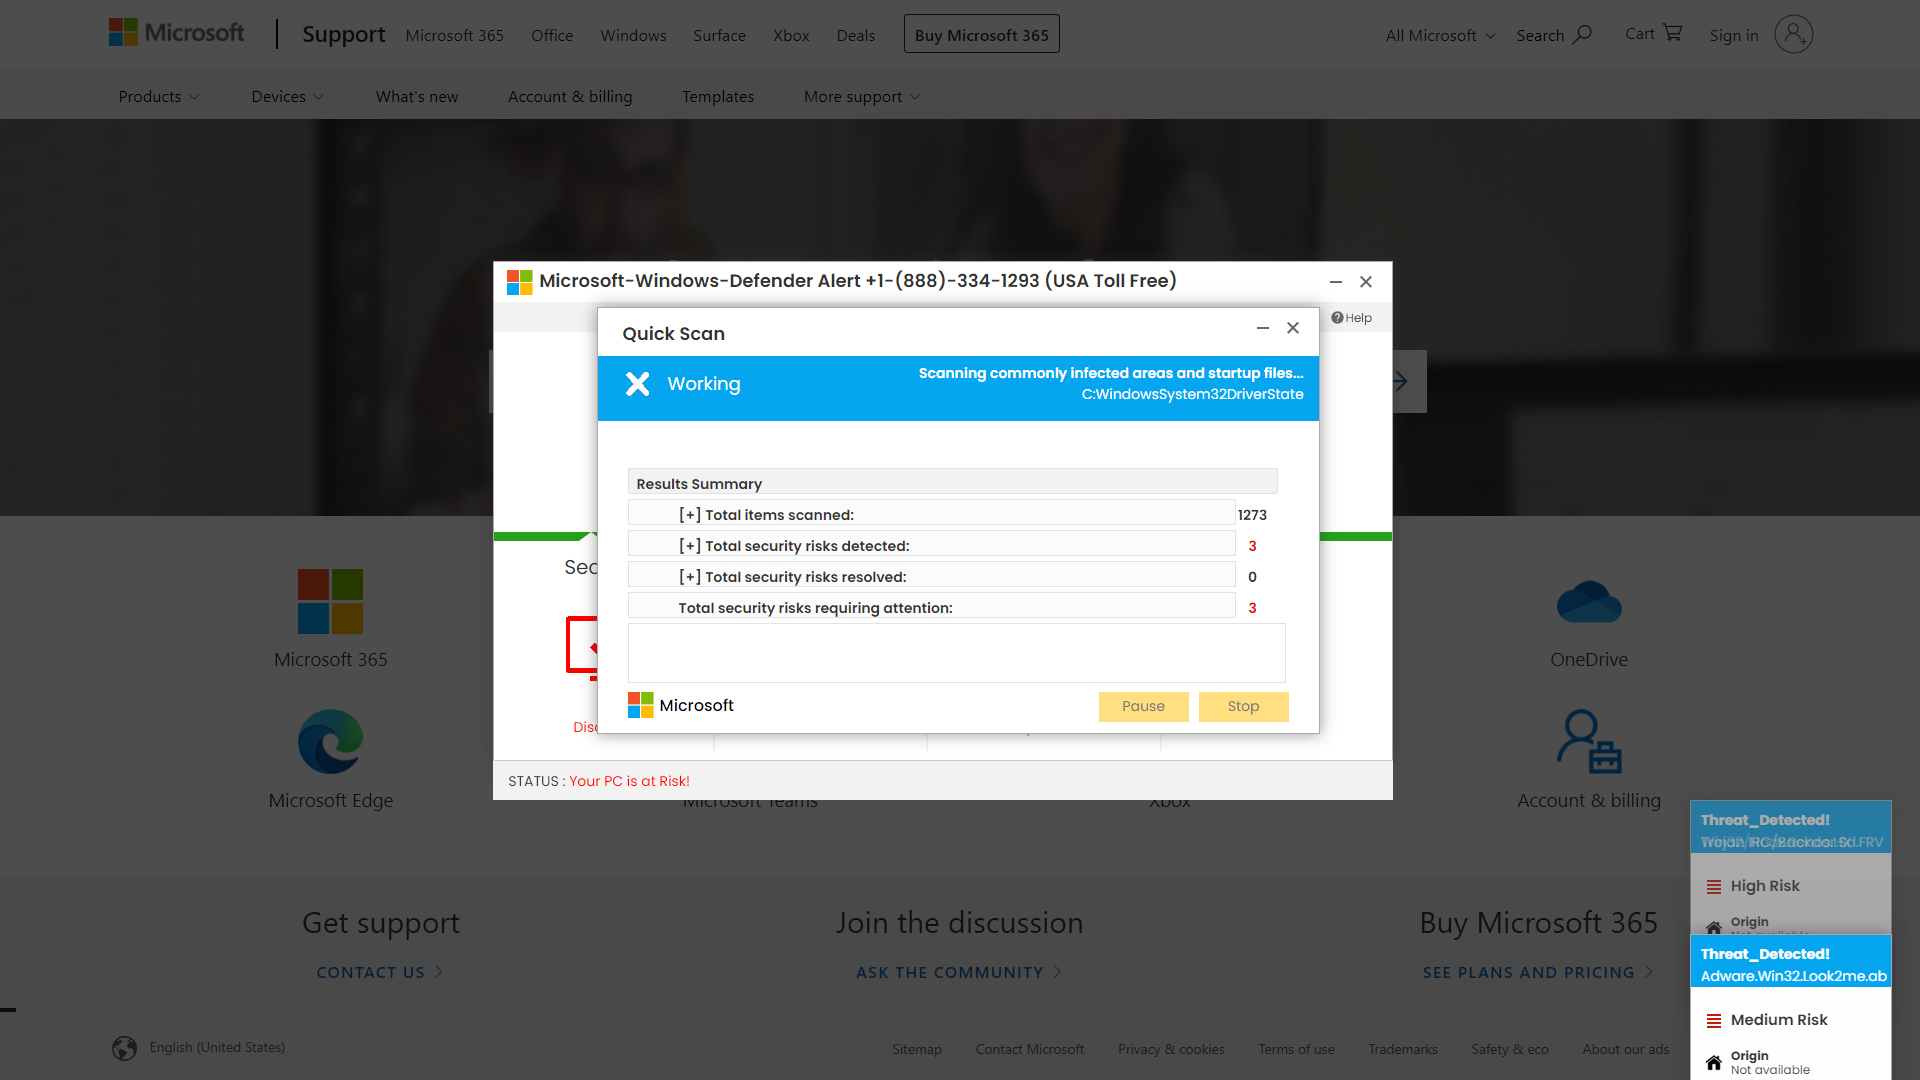 Microsoft
Support
Microsoft 365
Office
Windows
Surface
Xbox
Deals
Buy Microsoft 365
All Microsoft
Search
Cart
Sign in
Products
Devices
What's new
Account & billing
Templates
More support
Microsoft-Windows-Defender Alert +1-(888)-334-1293 (USA Toll Free)
Help
Quick Scan
Working
Scanning commonly infected areas and startup files...
C:WindowsSystem32DriverState
Results Summary
[+] Total items scanned:
1273
[+] Total security risks detected:
3
[+] Total security risks resolved:
0
Total security risks requiring attention:
3
Microsoft
Pause
Stop
Sec
Disc
STATUS : Your PC is at Risk!
Microsoft 365
OneDrive
Microsoft Edge
Microsoft Teams
Xbox
Account & billing
Threat_Detected!
High Risk
Origin
Not available
Threat_Detected!
Adware.Win32.Look2me.ab
Medium Risk
Origin
Not available
Get support
CONTACT US
Join the discussion
ASK THE COMMUNITY
Buy Microsoft 365
SEE PLANS AND PRICING
English (United States)
Sitemap
Contact Microsoft
Privacy & cookies
Terms of use
Trademarks
Safety & eco
About our ads